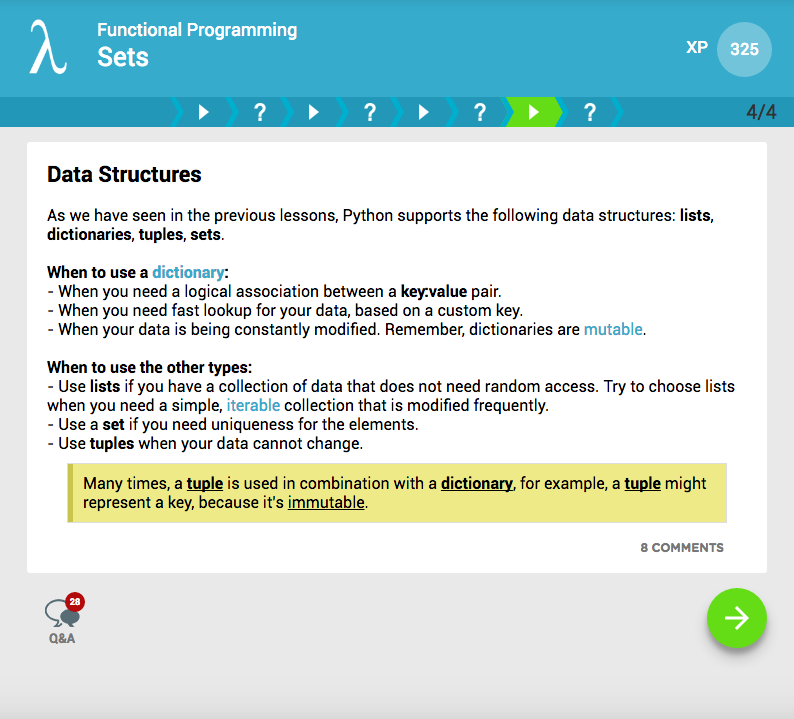 λ
Functional Programming
Sets
XP
325
?
?
?
?
4/4
Data Structures
As we have seen in the previous lessons, Python supports the following data structures: lists,
dictionaries, tuples, sets.
When to use a dictionary:
- When you need a logical association between a key:value pair.
- When you need fast lookup for your data, based on a custom key.
- When your data is being constantly modified. Remember, dictionaries are mutable.
When to use the other types:
- Use lists if you have a collection of data that does not need random access. Try to choose lists
when you need a simple, iterable collection that is modified frequently.
- Use a set if you need uniqueness for the elements.
- Use tuples when your data cannot change.
Many times, a tuple is used in combination with a dictionary, for example, a tuple might
represent a key, because it's immutable.
8 COMMENTS
28
Q&A